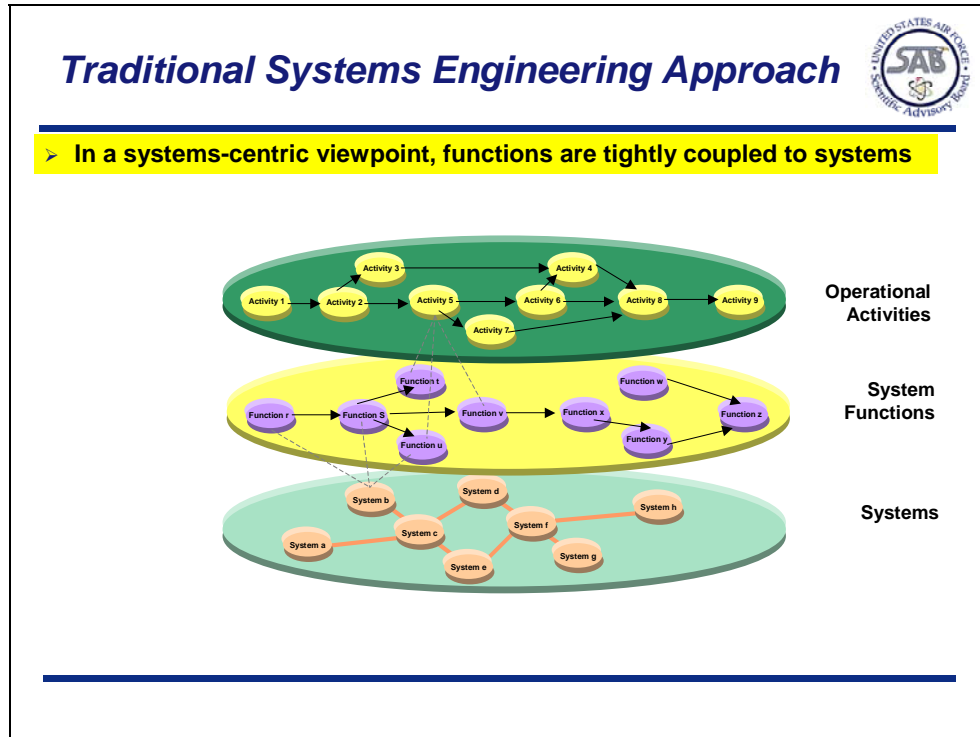 Traditional Systems Engineering Approach
UNITED STATES AIR FORCE
SAB
Scientific Advisory Board
➢ In a systems-centric viewpoint, functions are tightly coupled to systems
Activity 3
Activity 4
Activity 1
Activity 2
Activity 5
Activity 6
Activity 8
Activity 9
Activity 7
Operational
Activities
Function t
Function w
Function r
Function S
Function v
Function x
Function z
Function u
Function y
System
Functions
System d
System b
System h
System c
System f
System a
System g
System e
Systems